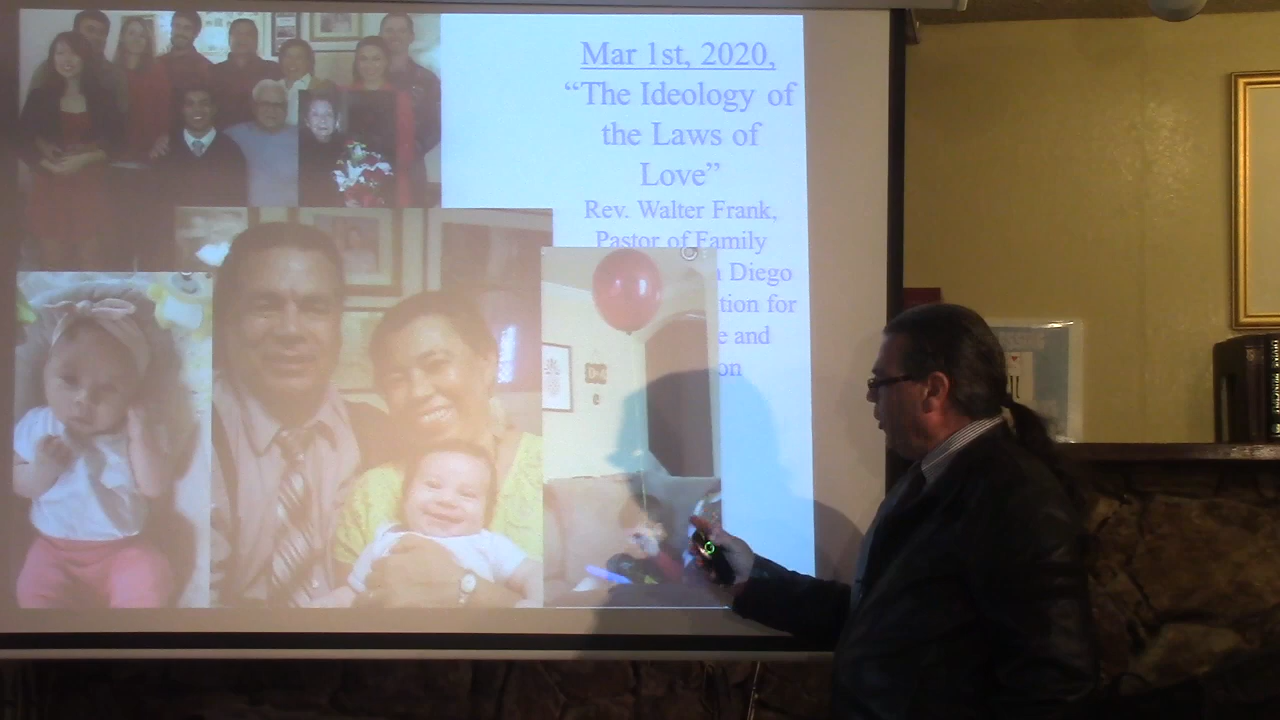 Mar 1st, 2020,
“The Ideology of
the Laws of
Love”
Rev. Walter Frank,
Pastor of Family
Diego
tion for
e and
on